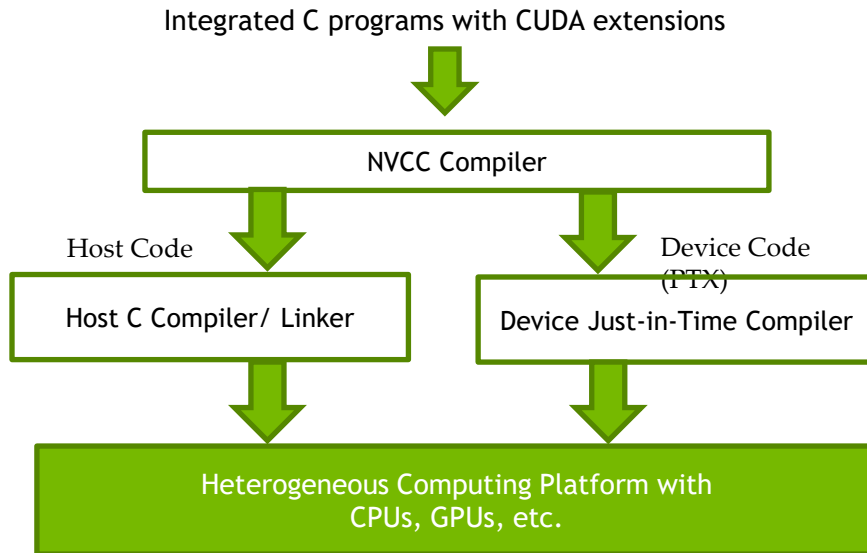 Integrated C programs with CUDA extensions
NVCC Compiler
Host Code
Device Code
(PTX)
Host C Compiler/ Linker
Device Just-in-Time Compiler
Heterogeneous Computing Platform with
CPUs, GPUs, etc.